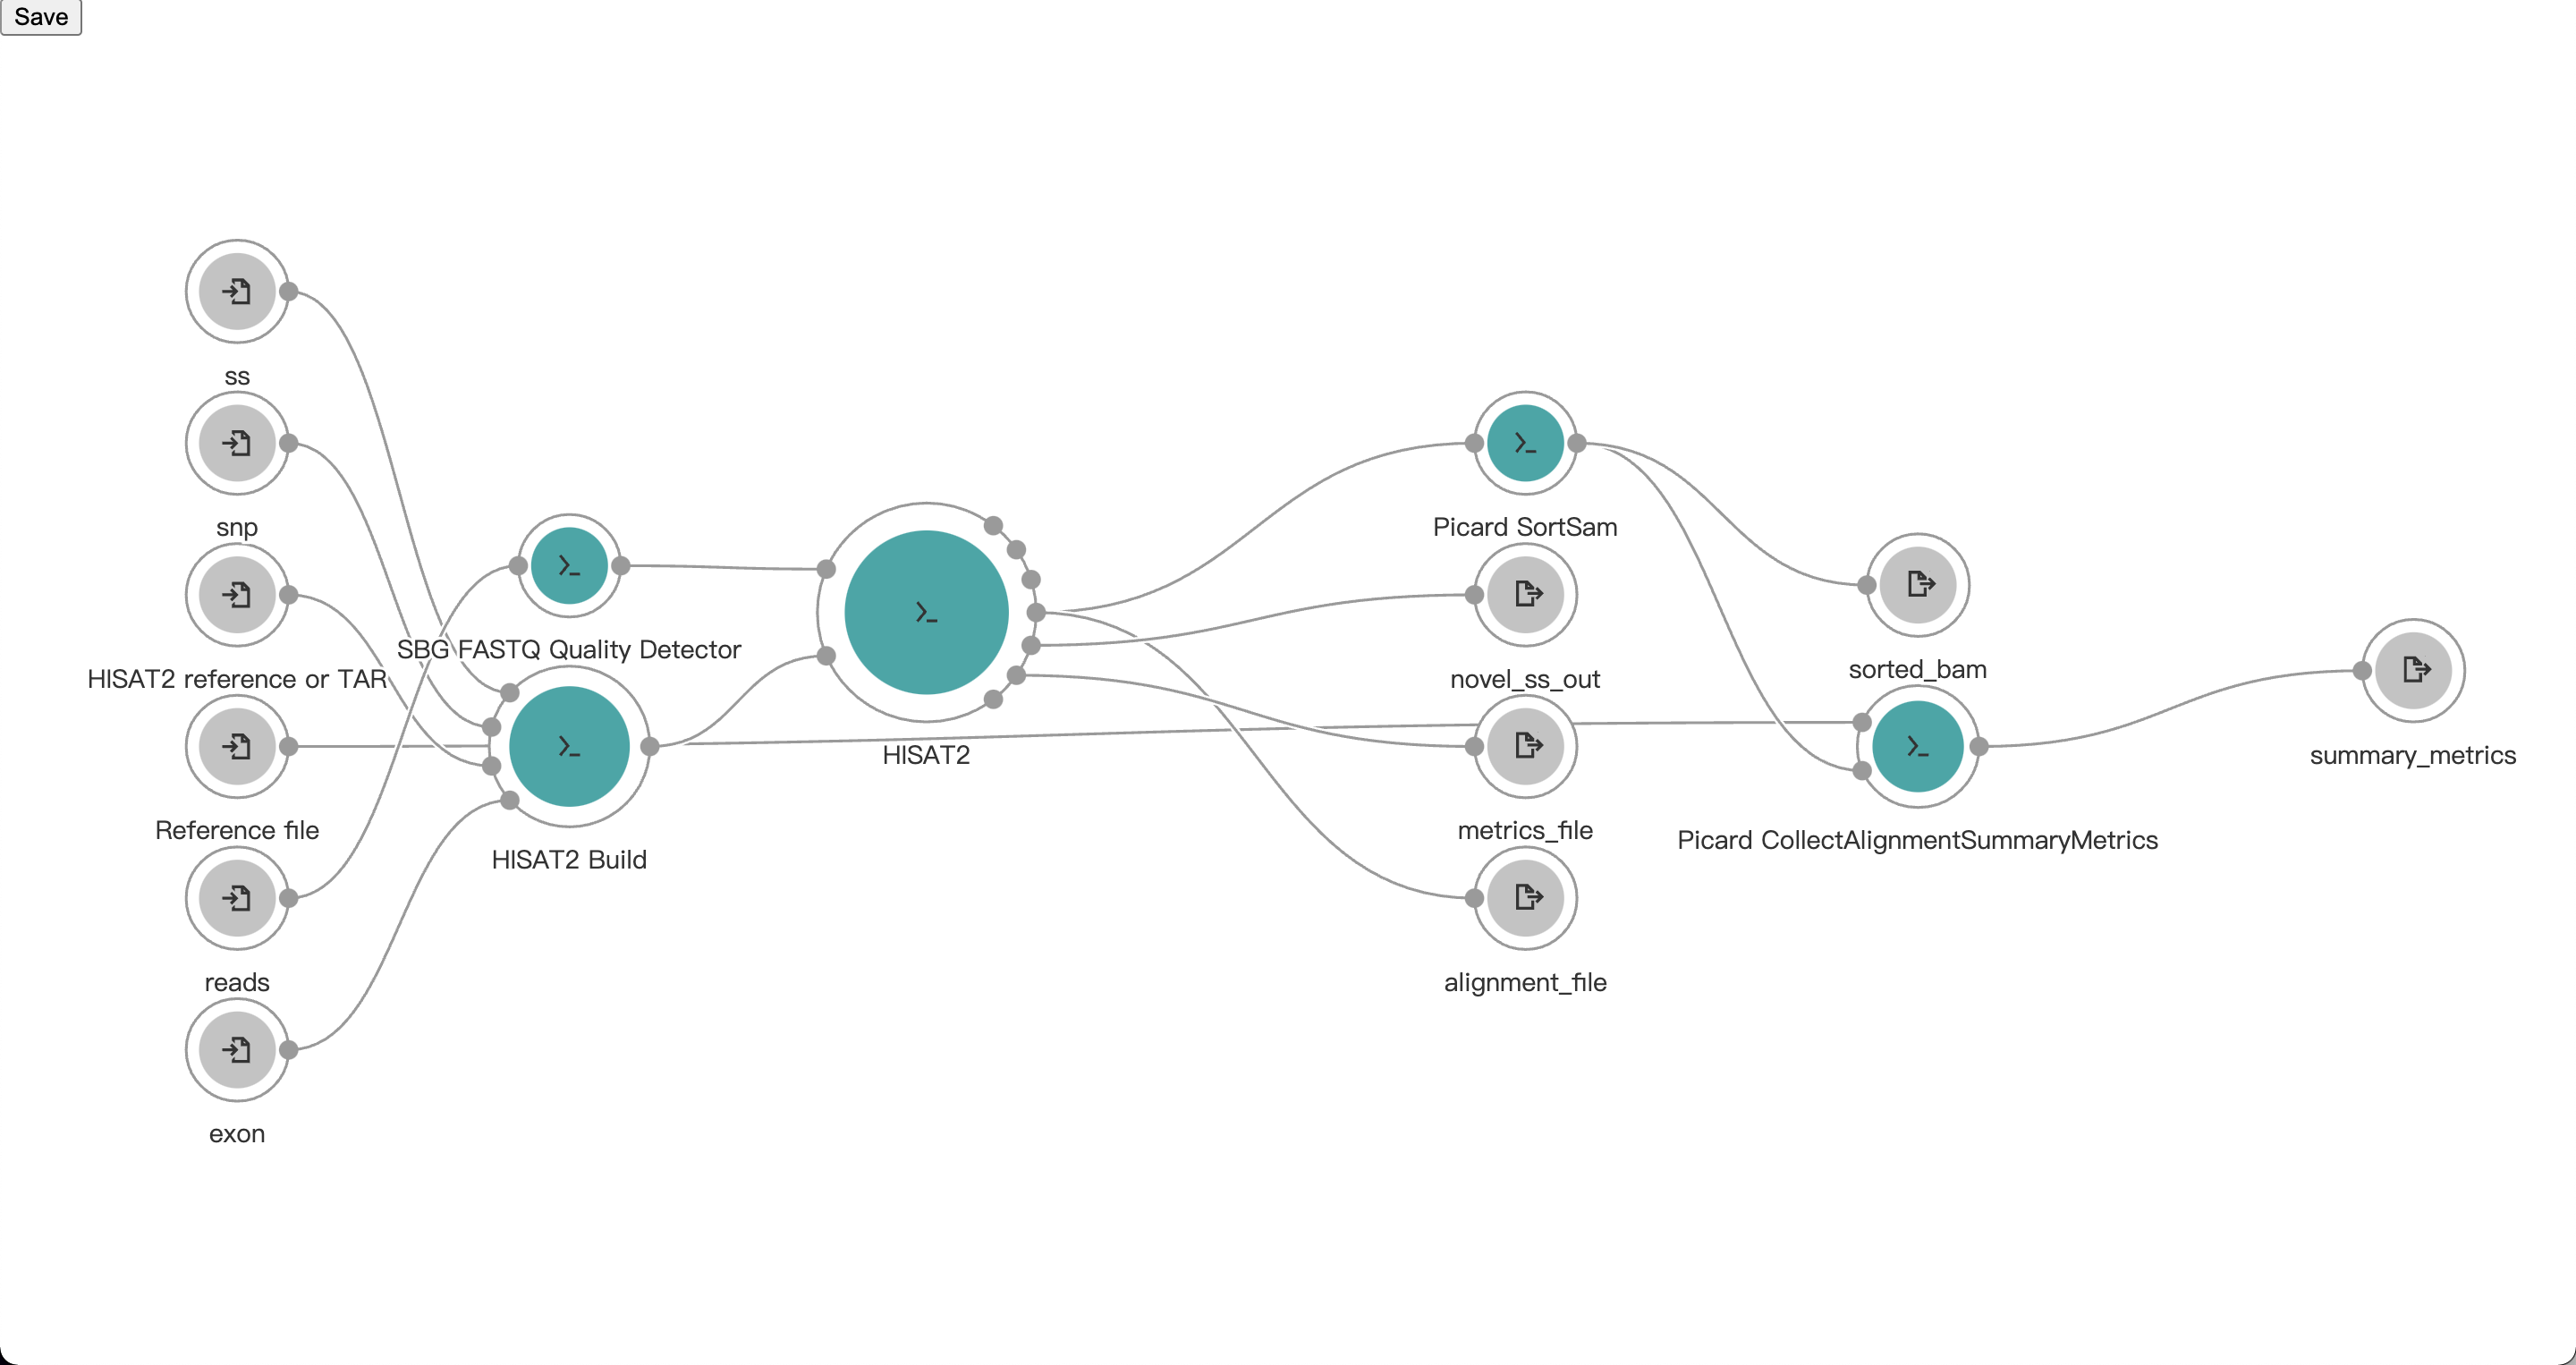 Save
ss
snp
HISAT2 reference or TAR
Reference file
reads
exon
SBG FASTQ Quality Detector
HISAT2 Build
HISAT2
Picard SortSam
novel_ss_out
metrics_file
alignment_file
sorted_bam
Picard CollectAlignmentSummaryMetrics
summary_metrics